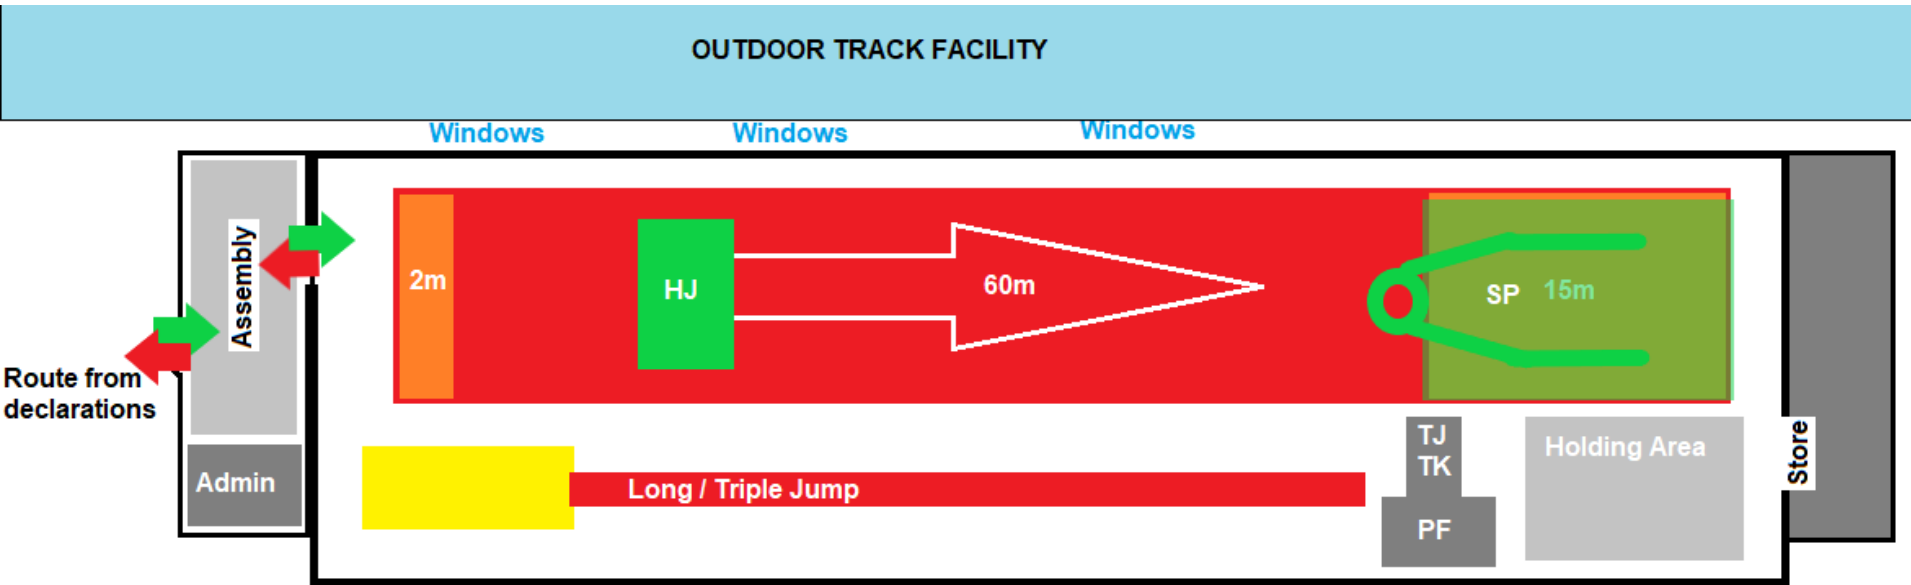 OUTDOOR TRACK FACILITY
Windows
Windows
Windows
Assembly
2m
HJ
60m
SP
15m
Route from
declarations
Admin
Long / Triple Jump
TJ
TK
PF
Holding Area
Store